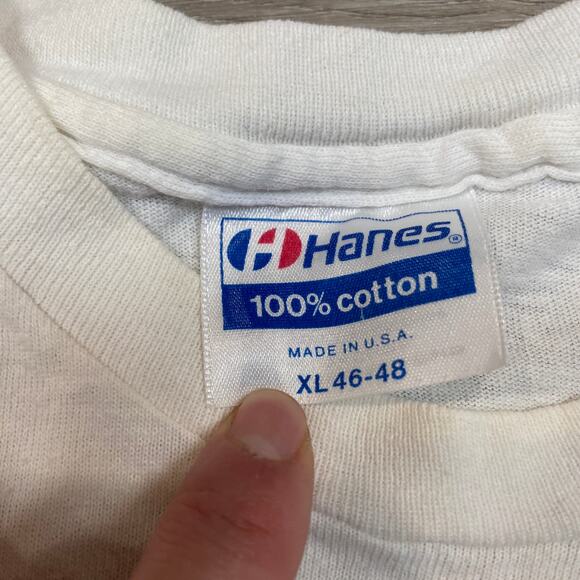 Hanes®
100% cotton
MADE IN U.S.A.
XL 46-48